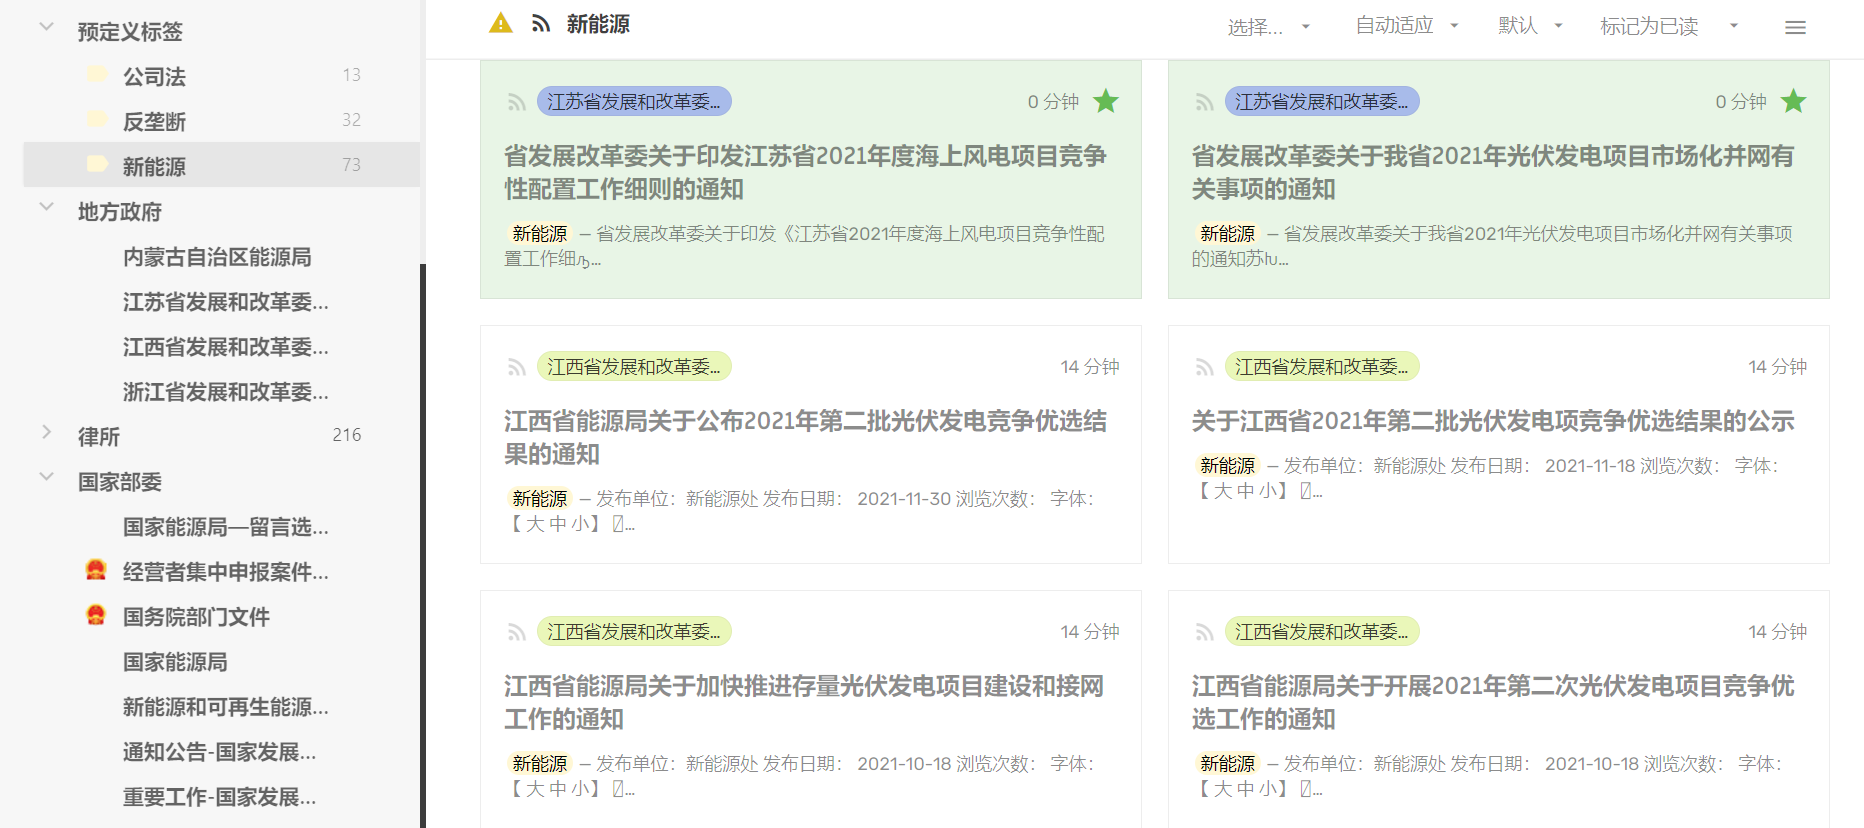 预定义标签
公司法 13
反垄断 32
新能源 73
地方政府
内蒙古自治区能源局
江苏省发展和改革委...
江西省发展和改革委...
浙江省发展和改革委...
律所 216
国家部委
国家能源局—留言选...
经营者集中申报案件...
国务院部门文件
国家能源局
新能源和可再生能源...
通知公告-国家发展...
重要工作-国家发展...
新能源
选择... 自动适应 默认 标记为已读
江苏省发展和改革委... 0 分钟
省发展改革委关于印发江苏省2021年度海上风电项目竞争
性配置工作细则的通知
新能源 — 省发展改革委关于印发《江苏省2021年度海上风电项目竞争性配
置工作细...
江苏省发展和改革委... 0 分钟
省发展改革委关于我省2021年光伏发电项目市场化并网有
关事项的通知
新能源 — 省发展改革委关于我省2021年光伏发电项目市场化并网有关事项
的通知苏...
江西省发展和改革委... 14 分钟
江西省能源局关于公布2021年第二批光伏发电竞争优选结
果的通知
新能源 — 发布单位：新能源处 发布日期： 2021-11-30 浏览次数： 字体：
【 大 中 小】 ...
江西省发展和改革委... 14 分钟
关于江西省2021年第二批光伏发电项竞争优选结果的公示
新能源 — 发布单位：新能源处 发布日期： 2021-11-18 浏览次数： 字体：
【 大 中 小】 ...
江西省发展和改革委... 14 分钟
江西省能源局关于加快推进存量光伏发电项目建设和接网
工作的通知
新能源 — 发布单位：新能源处 发布日期： 2021-10-18 浏览次数： 字体：
【 大 中 小】 ...
江西省发展和改革委... 14 分钟
江西省能源局关于开展2021年第二次光伏发电项目竞争优
选工作的通知
新能源 — 发布单位：新能源处 发布日期： 2021-10-18 浏览次数： 字体：
【 大 中 小】 ...